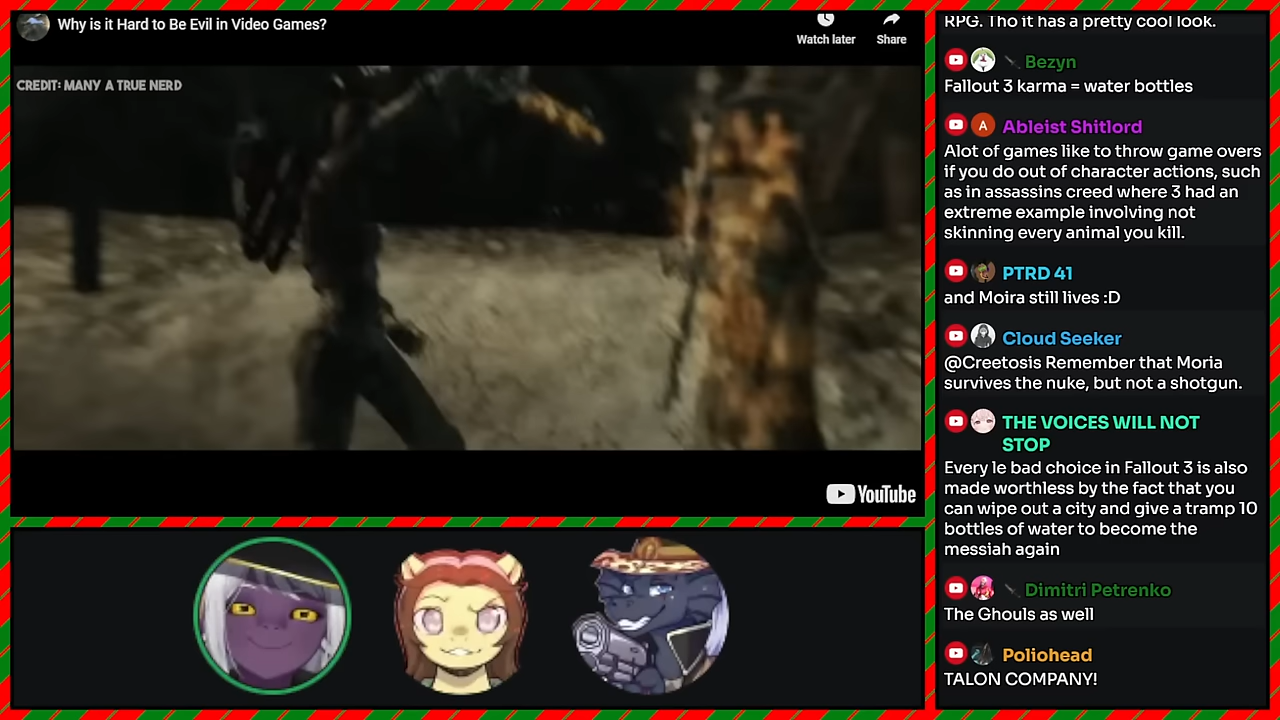 Why is it Hard to Be Evil in Video Games?
Watch later
Share
CREDIT: MANY A TRUE NERD
YouTube
RPG. Tho it has a pretty cool look.
Bezyn
Fallout 3 karma = water bottles
A
Ableist Shitlord
Alot of games like to throw game overs
if you do out of character actions, such
as in assassins creed where 3 had an
extreme example involving not
skinning every animal you kill.
PTRD 41
and Moira still lives :D
Cloud Seeker
@Creetosis Remember that Moria
survives the nuke, but not a shotgun.
THE VOICES WILL NOT
STOP
Every le bad choice in Fallout 3 is also
made worthless by the fact that you
can wipe out a city and give a tramp 10
bottles of water to become the
messiah again
Dimitri Petrenko
The Ghouls as well
Poliohead
TALON COMPANY!